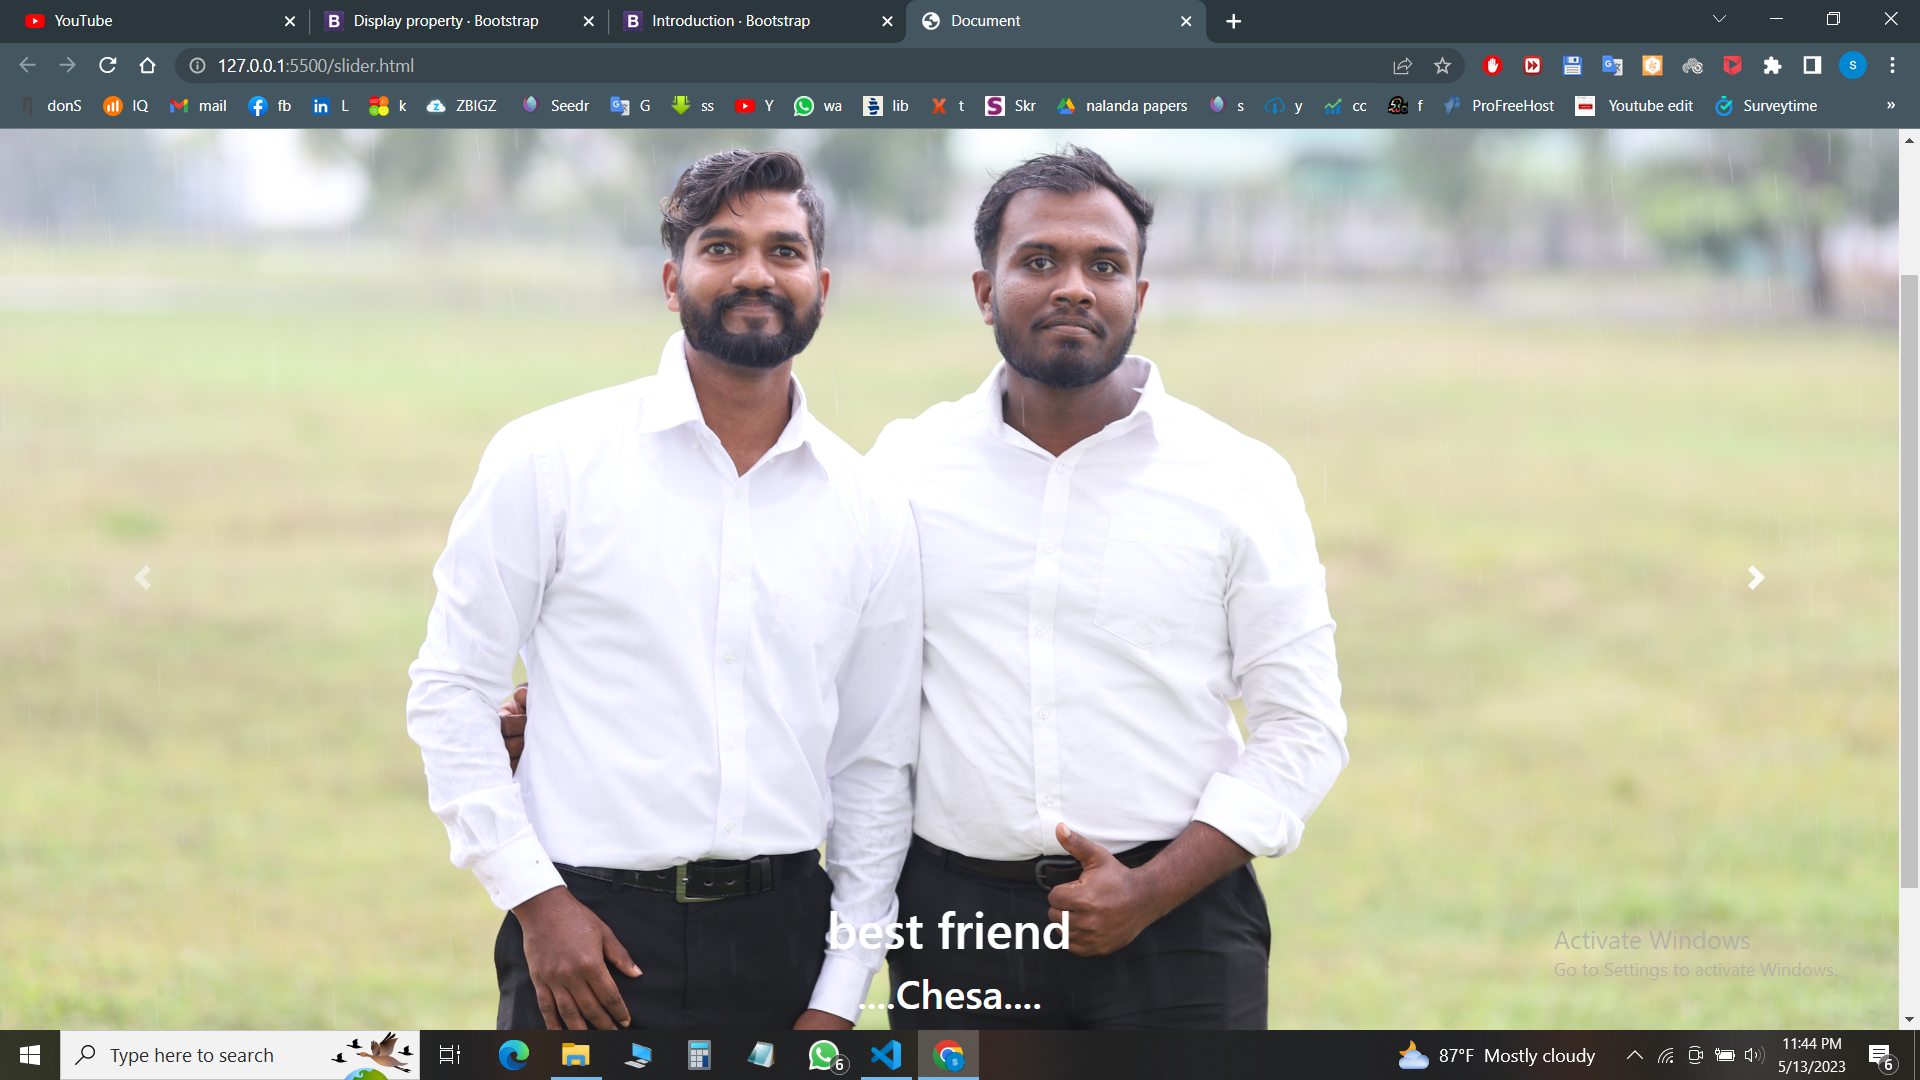 YouTube
Display property · Bootstrap
Introduction · Bootstrap
Document
127.0.0.1:5500/slider.html
S
donS IQ mail fb L k ZBIGZ Seedr G ss Y wa lib t Skr nalanda papers s y cc f ProFreeHost Youtube edit Surveytime »
best friend
....Chesa....
Activate Windows
Go to Settings to activate Windows.
Type here to search
6
87°F Mostly cloudy
11:44 PM
5/13/2023
6